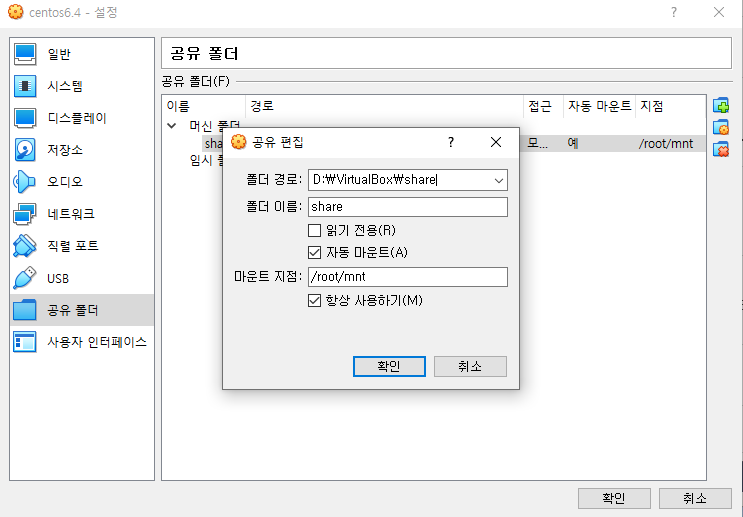 centos6.4 - 설정
?
일반
시스템
디스플레이
저장소
오디오
네트워크
직렬 포트
USB
공유 폴더
사용자 인터페이스
공유 폴더
공유 폴더(F)
이름 경로 접근 자동 마운트 지점
머신 폴더
sha 모... 예 /root/mnt
임시
공유 편집
?
폴더 경로: D:₩VirtualBox₩share
폴더 이름: share
읽기 전용(R)
자동 마운트(A)
마운트 지점: /root/mnt
항상 사용하기(M)
확인 취소
확인 취소